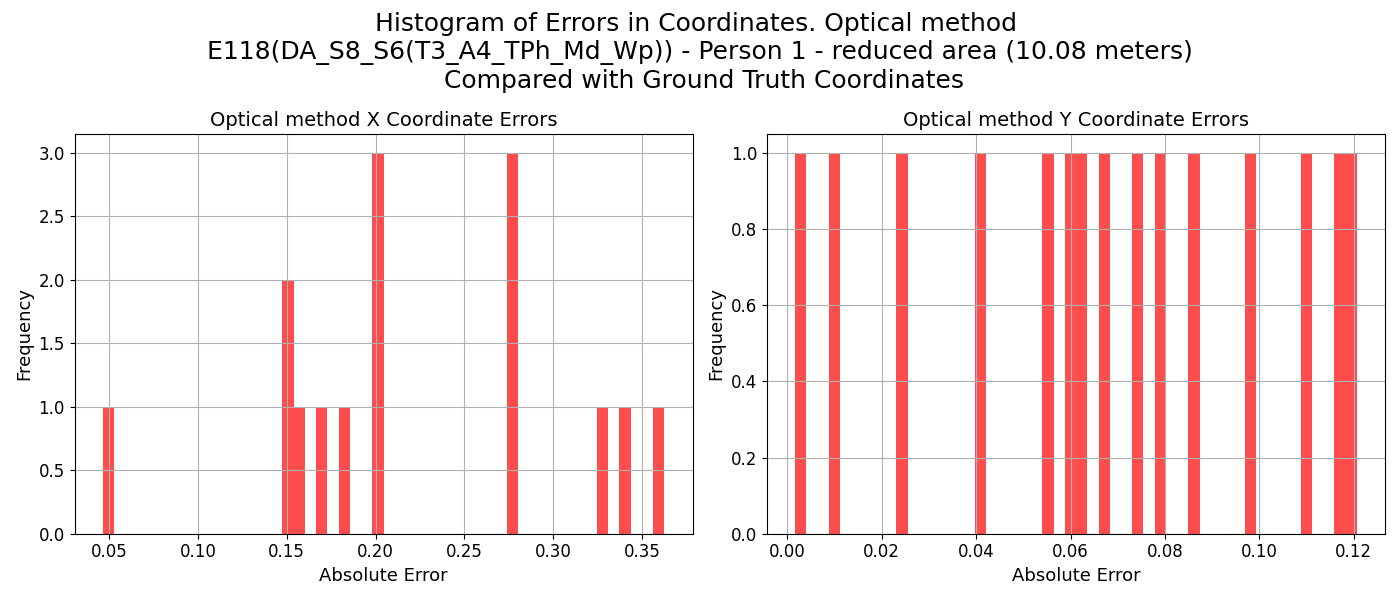 Histogram of Errors in Coordinates. Optical method
E118(DA_S8_S6(T3_A4_TPh_Md_Wp)) - Person 1 - reduced area (10.08 meters)
Compared with Ground Truth Coordinates
Optical method X Coordinate Errors
3.0
2.5
2.0
1.5
1.0
0.5
0.0
Frequency
0.05 0.10 0.15 0.20 0.25 0.30 0.35
Absolute Error
Optical method Y Coordinate Errors
1.0
0.8
0.6
0.4
0.2
0.0
Frequency
0.00 0.02 0.04 0.06 0.08 0.10 0.12
Absolute Error